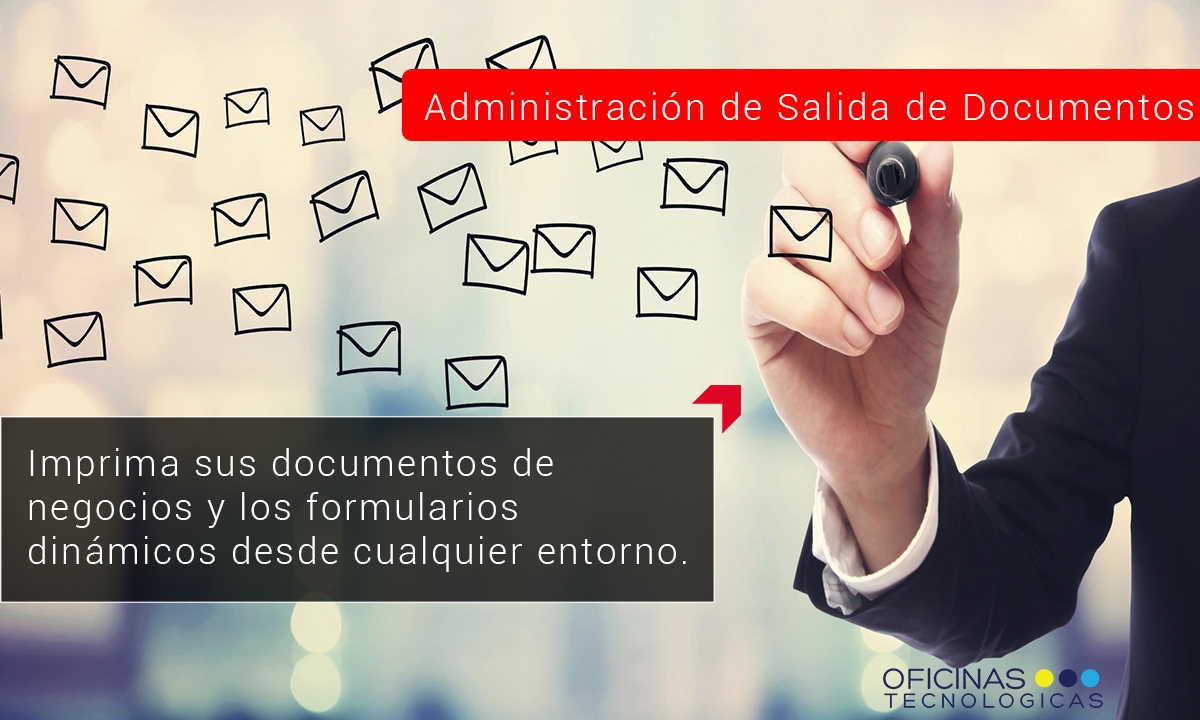 Administración de Salida de Documentos
Imprima sus documentos de
negocios y los formularios
dinámicos desde cualquier entorno.
OFICINAS
TECNOLOGICAS